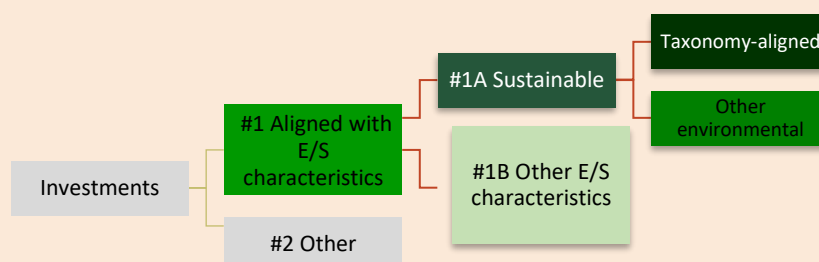 Investments
#1 Aligned with
E/S
characteristics
#2 Other
#1A Sustainable
#1B Other E/S
characteristics
Taxonomy-aligned
Other
environmental